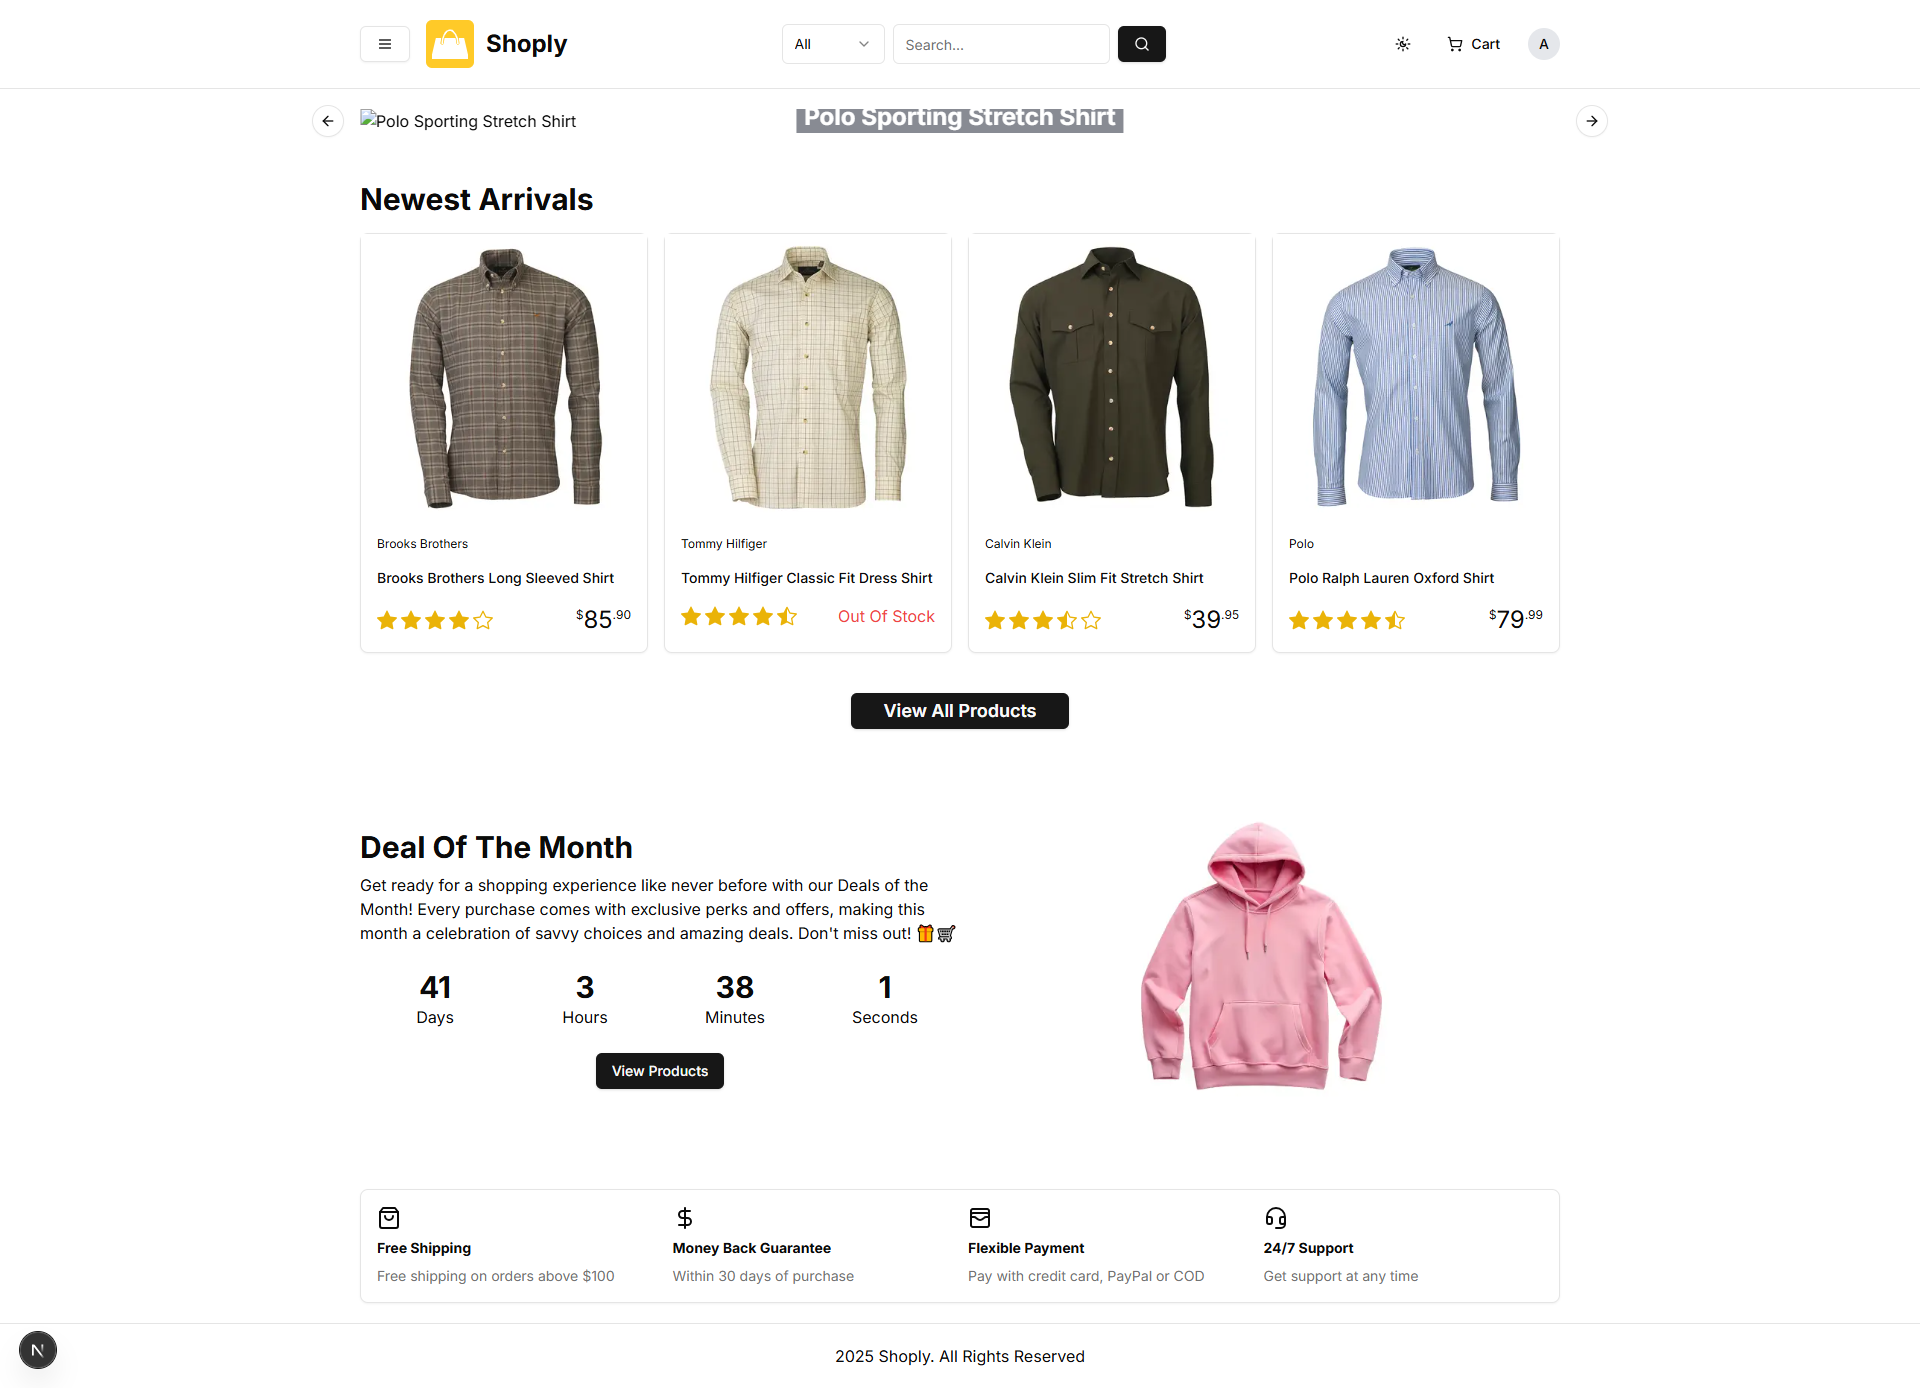 Shoply
All
Search...
Cart
A
Polo Sporting Stretch Shirt
Polo Sporting Stretch Shirt
Newest Arrivals
Brooks Brothers
Brooks Brothers Long Sleeved Shirt
$85.90
Tommy Hilfiger
Tommy Hilfiger Classic Fit Dress Shirt
Out Of Stock
Calvin Klein
Calvin Klein Slim Fit Stretch Shirt
$39.95
Polo
Polo Ralph Lauren Oxford Shirt
$79.99
View All Products
Deal Of The Month
Get ready for a shopping experience like never before with our Deals of the
Month! Every purchase comes with exclusive perks and offers, making this
month a celebration of savvy choices and amazing deals. Don't miss out! 🎁🛒
41
Days
3
Hours
38
Minutes
1
Seconds
View Products
Free Shipping
Free shipping on orders above $100
Money Back Guarantee
Within 30 days of purchase
Flexible Payment
Pay with credit card, PayPal or COD
24/7 Support
Get support at any time
N
2025 Shoply. All Rights Reserved